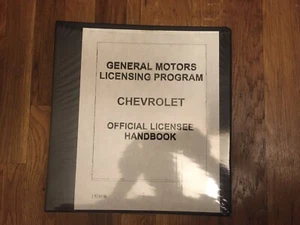 GENERAL MOTORS
LICENSING PROGRAM
CHEVROLET
OFFICIAL LICENSEE
HANDBOOK